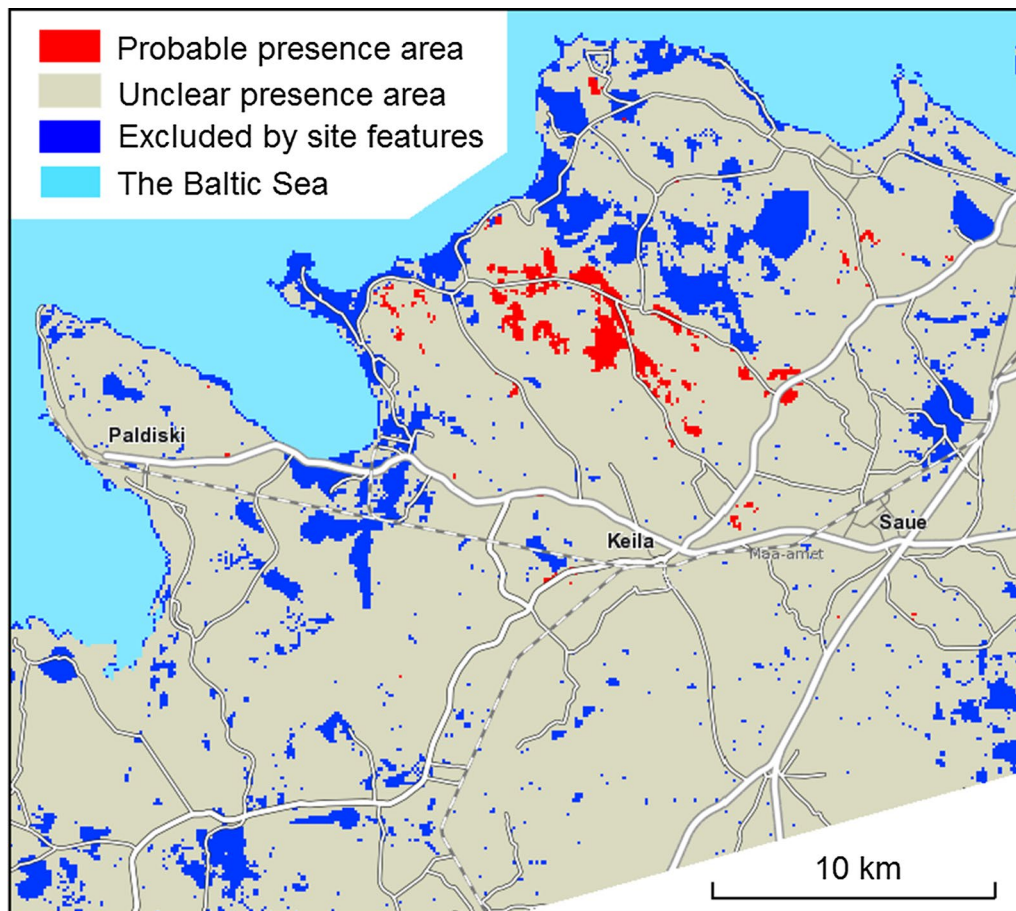 Probable presence area
Unclear presence area
Excluded by site features
The Baltic Sea
Paldiski
Keila
Saue
Maa-amet
10 km